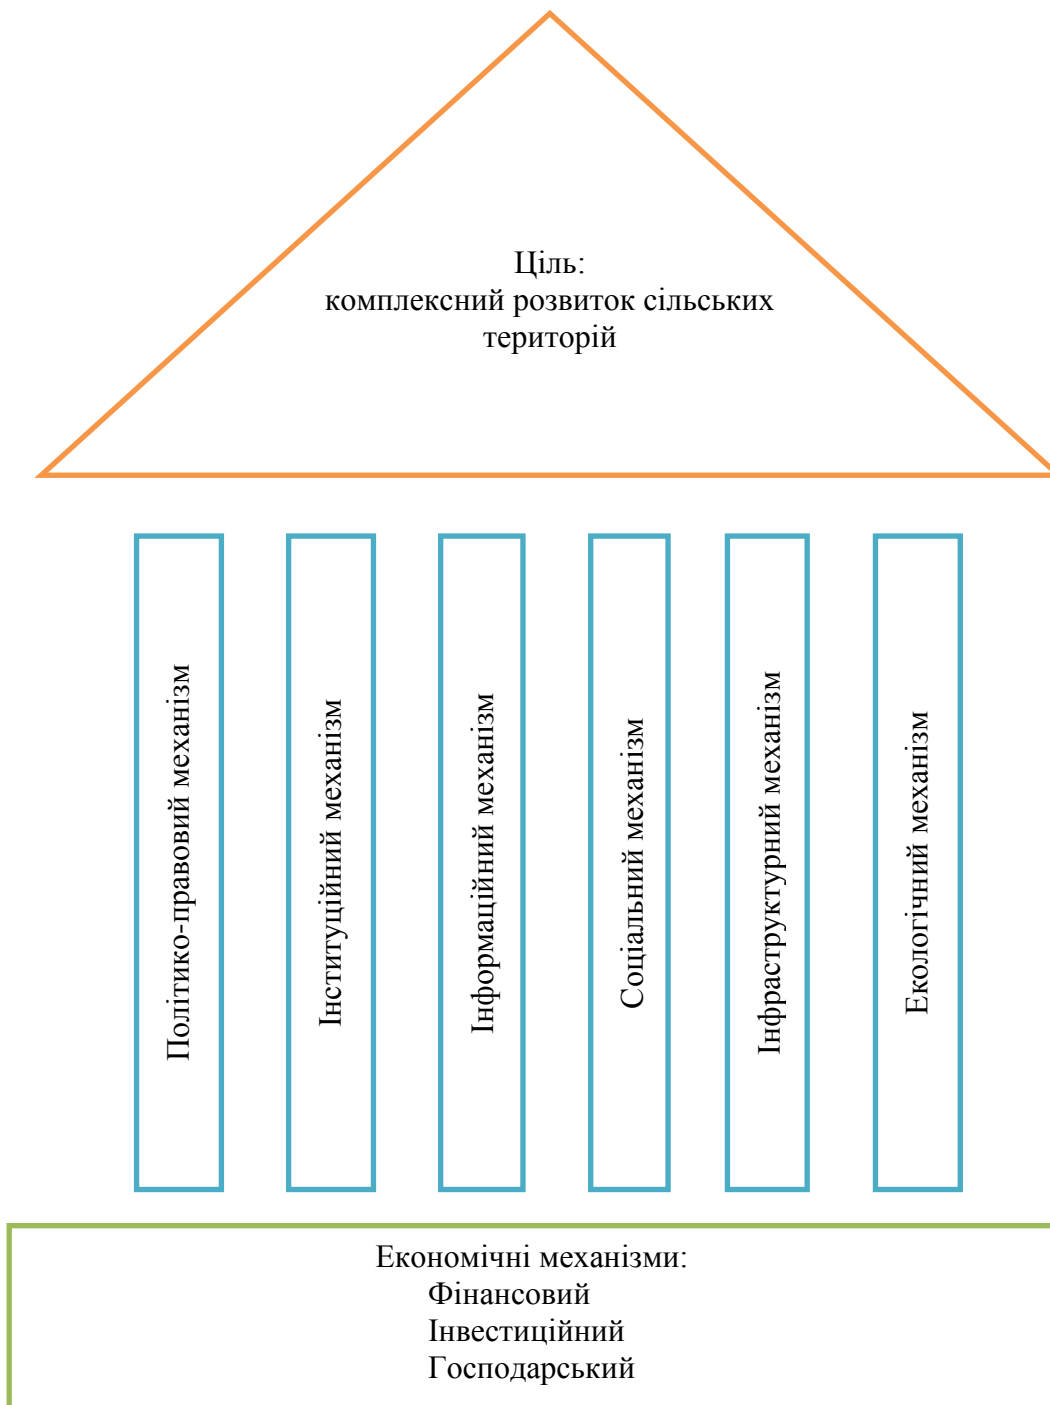 Ціль:
комплексний розвиток сільських
територій
Політико-правовий механізм
Інституційний механізм
Інформаційний механізм
Соціальний механізм
Інфраструктурний механізм
Екологічний механізм
Економічні механізми:
Фінансовий
Інвестиційний
Господарський